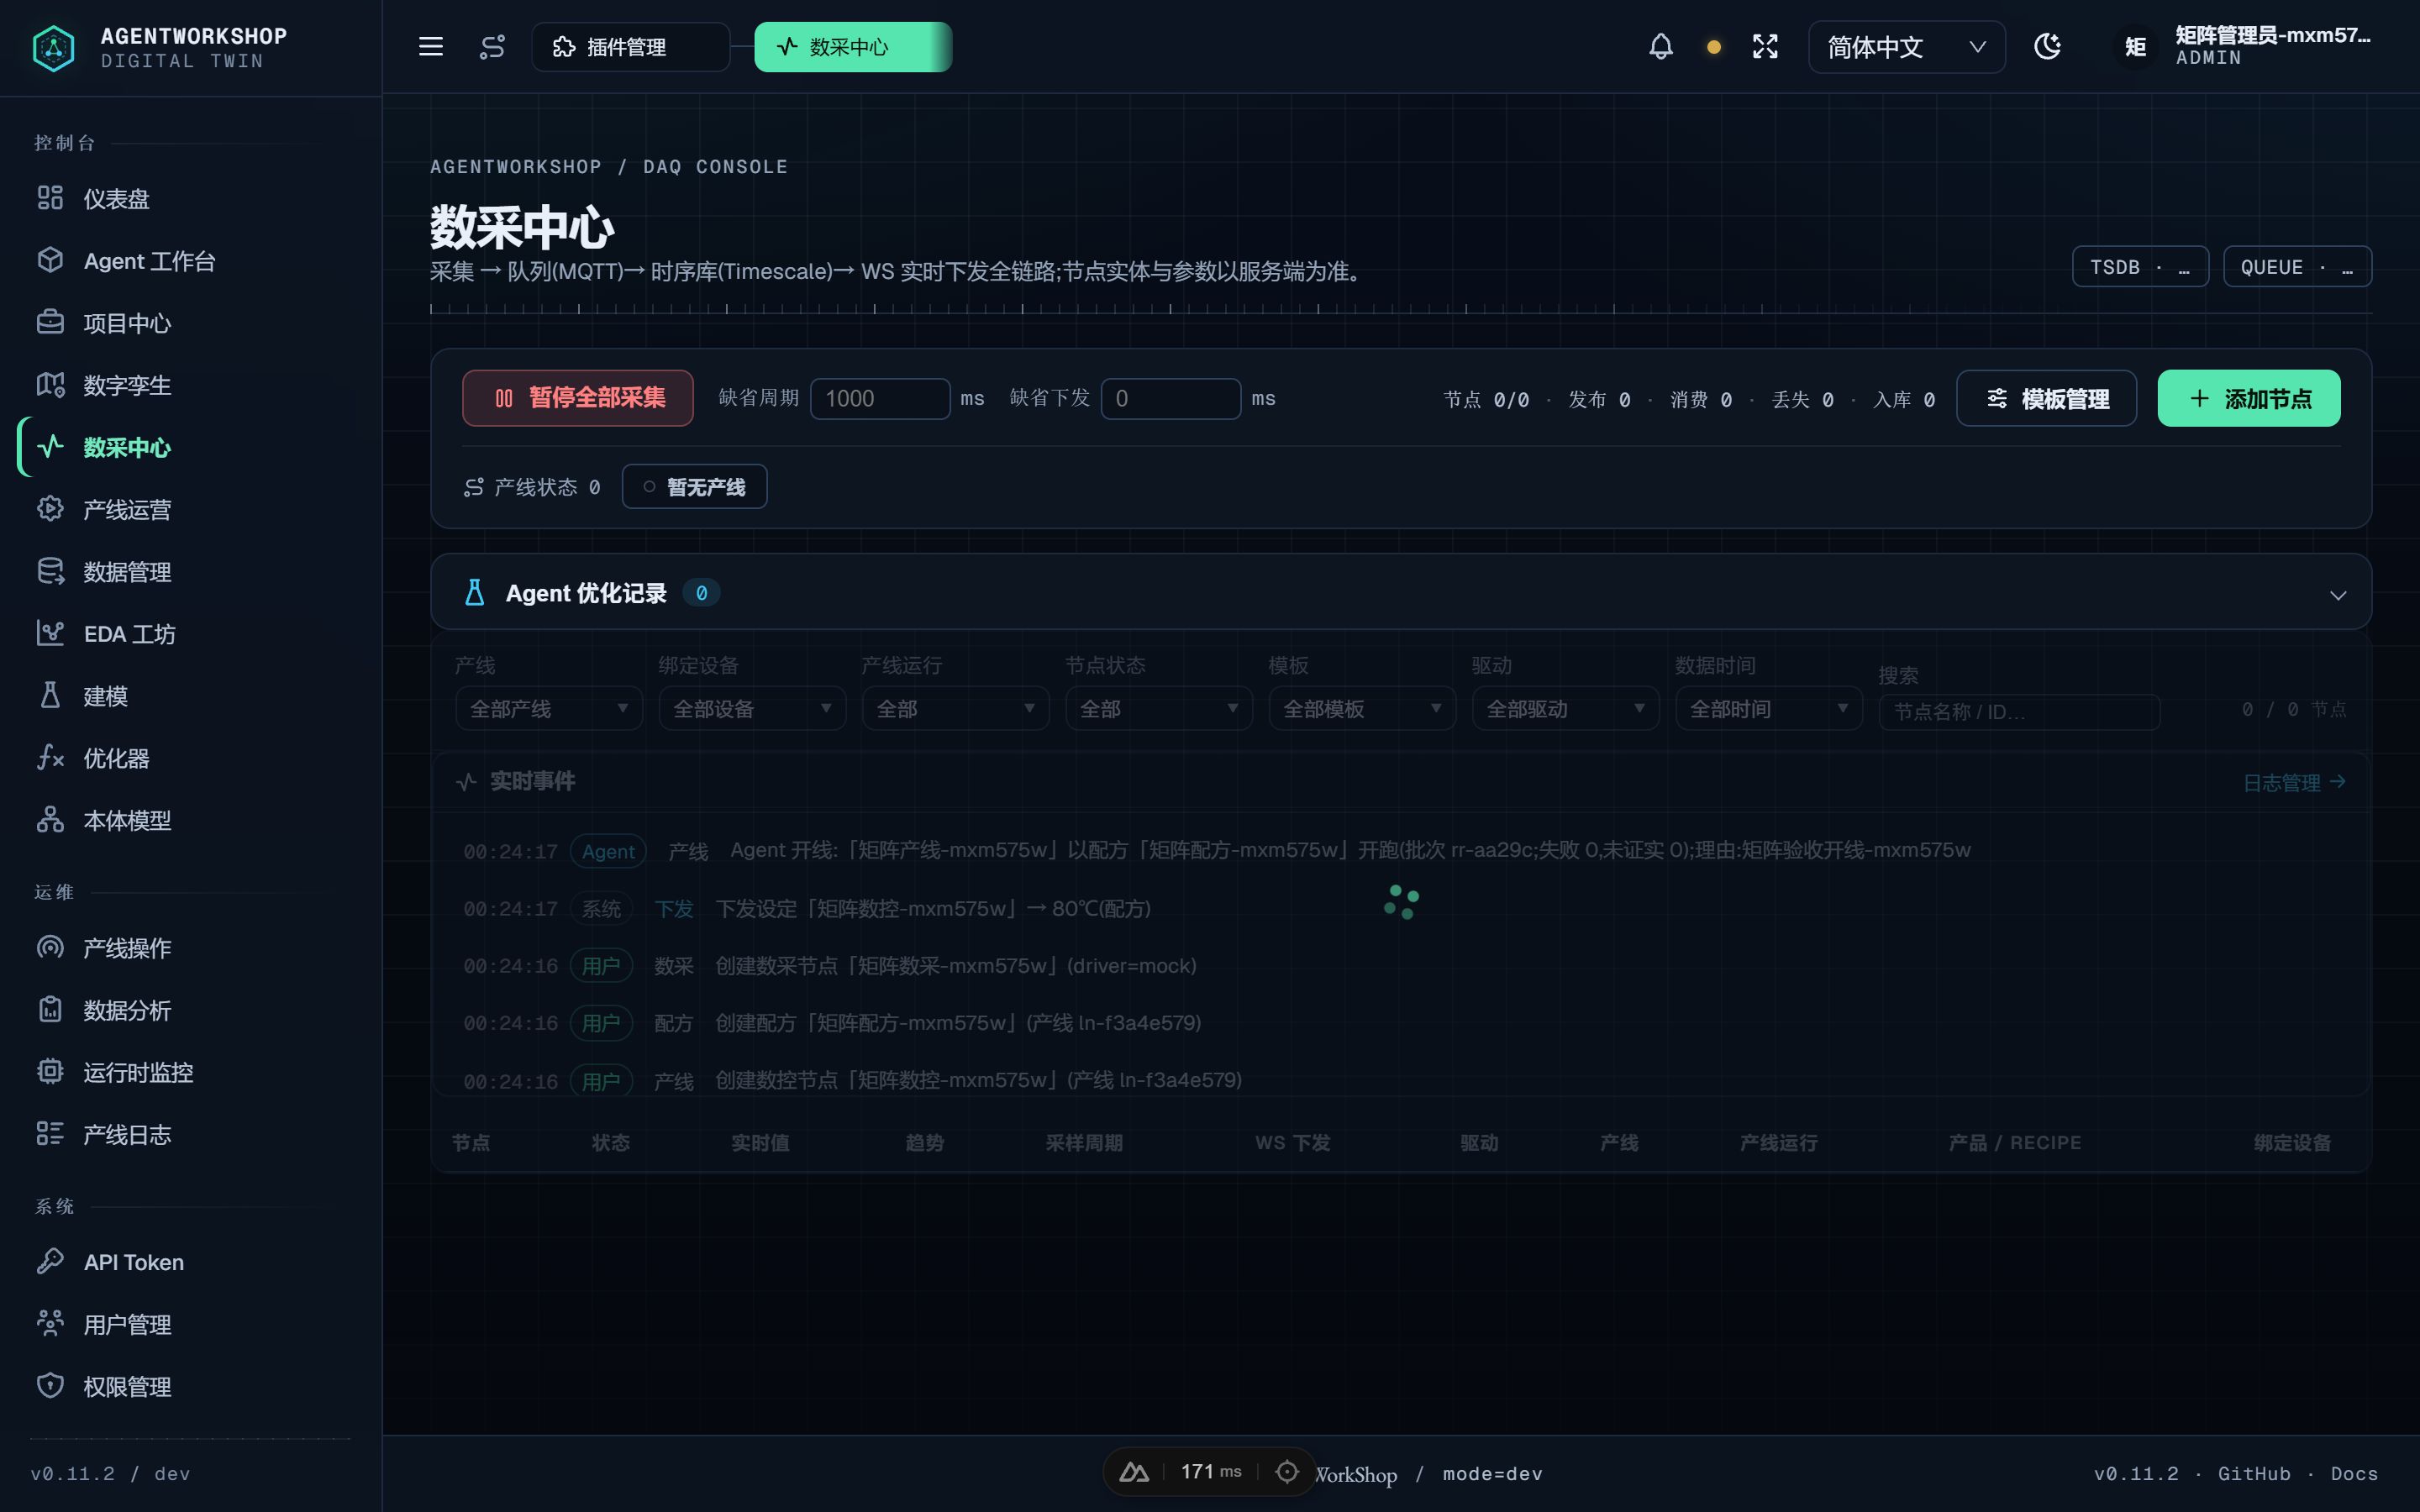 AGENTWORKSHOP
DIGITAL TWIN
插件管理
数采中心
简体中文
矩
矩阵管理员-mxm57…
ADMIN
控制台
仪表盘
Agent 工作台
项目中心
数字孪生
数采中心
产线运营
数据管理
EDA 工坊
建模
优化器
本体模型
运维
产线操作
数据分析
运行时监控
产线日志
系统
API Token
用户管理
权限管理
v0.11.2 / dev
AGENTWORKSHOP / DAQ CONSOLE
数采中心
采集 → 队列(MQTT)→ 时序库(Timescale)→ WS 实时下发全链路;节点实体与参数以服务端为准。
TSDB · …
QUEUE · …
暂停全部采集
缺省周期 1000 ms
缺省下发 0 ms
节点 0/0 · 发布 0 · 消费 0 · 丢失 0 · 入库 0
模板管理
添加节点
产线状态 0
暂无产线
Agent 优化记录 0
产线 绑定设备 产线运行 节点状态 模板 驱动 数据时间 搜索
全部产线 全部设备 全部 全部 全部模板 全部驱动 全部时间 节点名称 / ID… 0 / 0 节点
实时事件
日志管理 →
00:24:17 Agent 产线 Agent 开线:「矩阵产线-mxm575w」以配方「矩阵配方-mxm575w」开跑(批次 rr-aa29c;失败 0,未证实 0);理由:矩阵验收开线-mxm575w
00:24:17 系统 下发 下发设定「矩阵数控-mxm575w」→ 80℃(配方)
00:24:16 用户 数采 创建数采节点「矩阵数采-mxm575w」(driver=mock)
00:24:16 用户 配方 创建配方「矩阵配方-mxm575w」(产线 ln-f3a4e579)
00:24:16 用户 产线 创建数控节点「矩阵数控-mxm575w」(产线 ln-f3a4e579)
节点 状态 实时值 趋势 采样周期 WS 下发 驱动 产线 产线运行 产品 / RECIPE 绑定设备
171 ms
WorkShop / mode=dev
v0.11.2 · GitHub · Docs